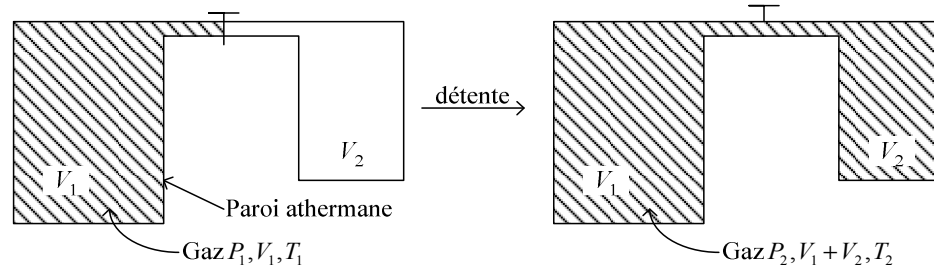 détente
V₂
V₁
Paroi athermane
Gaz P₁, V₁, T₁
V₂
V₁
Gaz P₂, V₁ + V₂, T₂